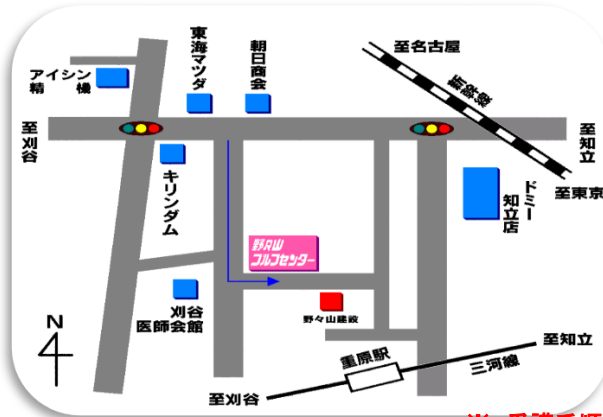 東海マツダ
朝日商会
至名古屋
新幹線
アイシン
精機
至刈谷
至知立
キリンダム
ドミー
知立店
至東京
野々山
ゴルフセンター
刈谷
医師会館
野々山建設
N
重原駅
至知立
三河線
至刈谷